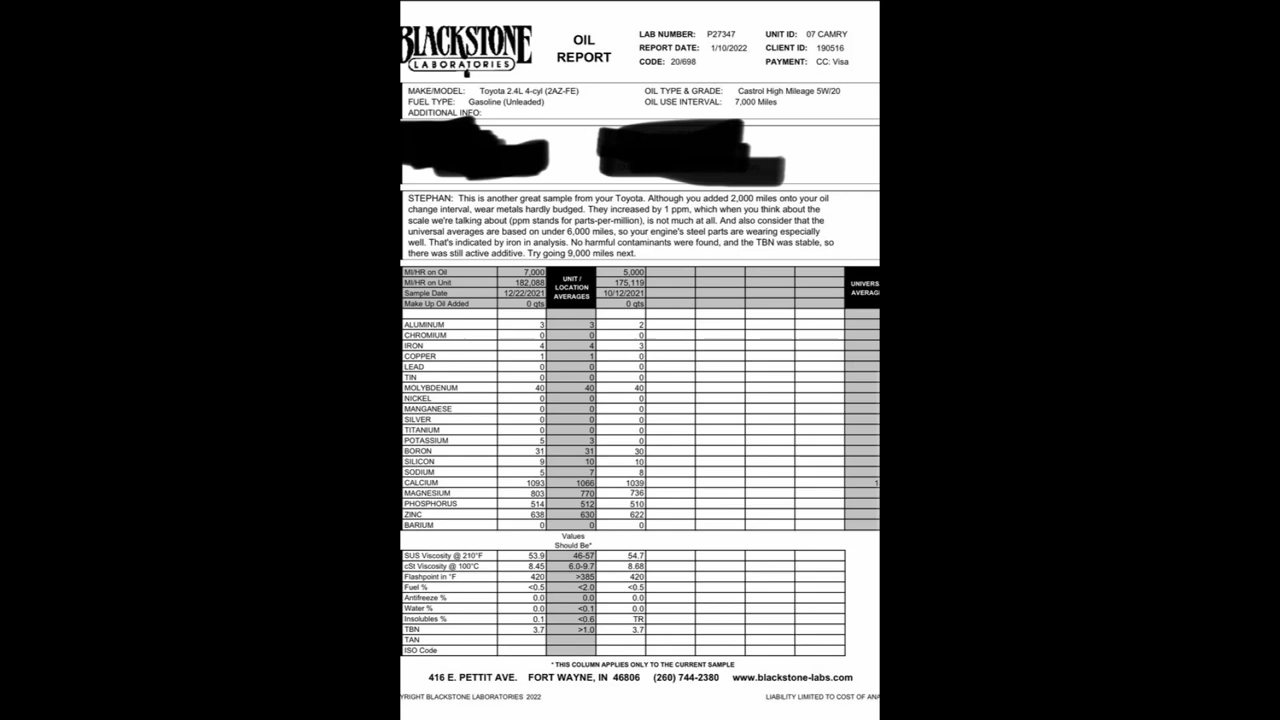 BLACKSTONE
LABORATORIES
OIL
REPORT
LAB NUMBER: P27347 UNIT ID: 07 CAMRY
REPORT DATE: 1/10/2022 CLIENT ID: 190516
CODE: 20/698 PAYMENT: CC: Visa
MAKE/MODEL: Toyota 2.4L 4-cyl (2AZ-FE) OIL TYPE & GRADE: Castrol High Mileage 5W/20
FUEL TYPE: Gasoline (Unleaded) OIL USE INTERVAL: 7,000 Miles
ADDITIONAL INFO:
STEPHAN: This is another great sample from your Toyota. Although you added 2,000 miles onto your oil
change interval, wear metals hardly budged. They increased by 1 ppm, which when you think about the
scale we're talking about (ppm stands for parts-per-million), is not much at all. And also consider that the
universal averages are based on under 6,000 miles, so your engine's steel parts are wearing especially
well. That's indicated by iron in analysis. No harmful contaminants were found, and the TBN was stable, so
there was still active additive. Try going 9,000 miles next.
MI/HR on Oil 7,000 UNIT / 5,000
MI/HR on Unit 182,088 LOCATION 175,119 UNIVERS
Sample Date 12/22/2021 AVERAGES 10/12/2021 AVERAG
Make Up Oil Added 0 qts 0 qts
ALUMINUM 3 3 2
CHROMIUM 0 0 0
IRON 4 4 3
COPPER 1 1 0
LEAD 0 0 0
TIN 0 0 0
MOLYBDENUM 40 40 40
NICKEL 0 0 0
MANGANESE 0 0 0
SILVER 0 0 0
TITANIUM 0 0 0
POTASSIUM 5 3 0
BORON 31 31 30
SILICON 9 10 10
SODIUM 5 7 8
CALCIUM 1093 1066 1039 1
MAGNESIUM 803 770 736
PHOSPHORUS 514 512 510
ZINC 638 630 622
BARIUM 0 0 0
Values
Should Be*
SUS Viscosity @ 210°F 53.9 46-57 54.7
cSt Viscosity @ 100°C 8.45 6.0-9.7 8.68
Flashpoint in °F 420 >385 420
Fuel % <0.5 <2.0 <0.5
Antifreeze % 0.0 0.0 0.0
Water % 0.0 <0.1 0.0
Insolubles % 0.1 <0.6 TR
TBN 3.7 >1.0 3.7
TAN
ISO Code
* THIS COLUMN APPLIES ONLY TO THE CURRENT SAMPLE
416 E. PETTIT AVE. FORT WAYNE, IN 46806 (260) 744-2380 www.blackstone-labs.com
YRIGHT BLACKSTONE LABORATORIES 2022 LIABILITY LIMITED TO COST OF ANA